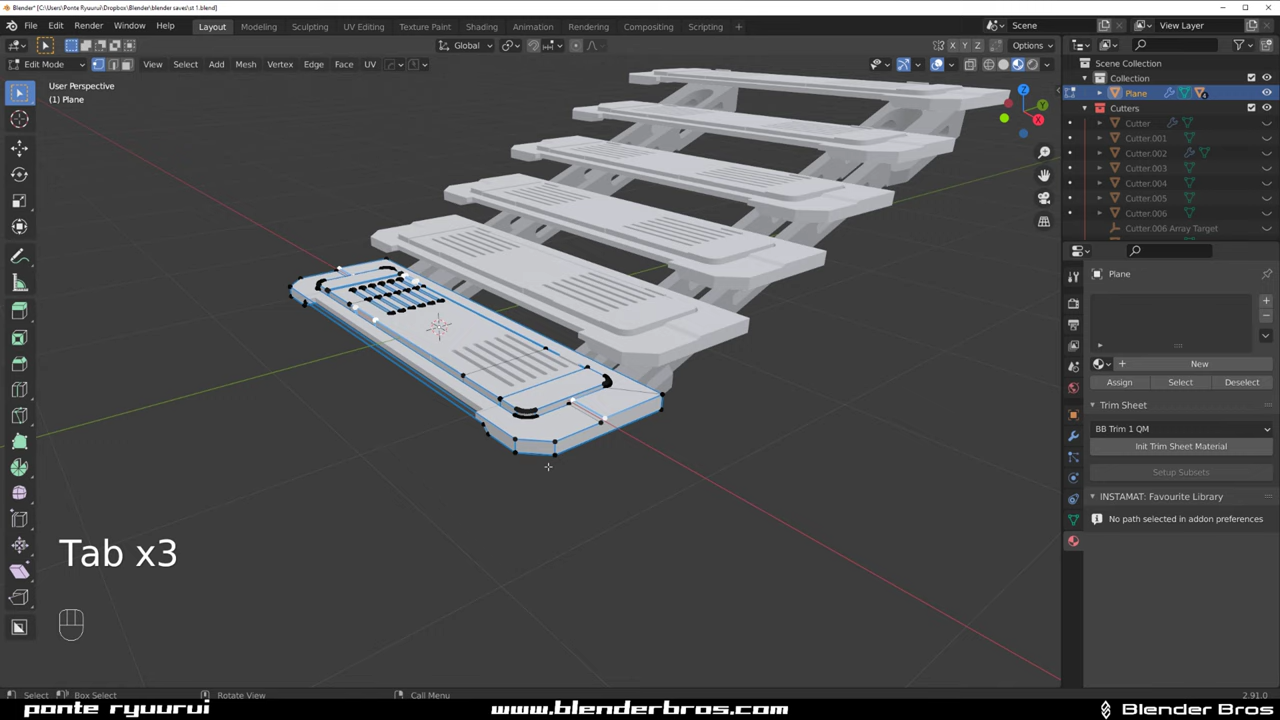 Blender* [C:\Users\Ponte Ryuurui\Dropbox\Blender\blender saves\st 1.blend]
File Edit Render Window Help Layout Modeling Sculpting UV Editing Texture Paint Shading Animation Rendering Compositing Scripting + Scene View Layer
Global X Y Z Options
Edit Mode View Select Add Mesh Vertex Edge Face UV
User Perspective
(1) Plane
Scene Collection
Collection
Plane
Cutters
Cutter
Cutter.001
Cutter.002
Cutter.003
Cutter.004
Cutter.005
Cutter.006
Cutter.006 Array Target
Z
Y
X
Plane
New
Assign Select Deselect
Trim Sheet
BB Trim 1 QM
Init Trim Sheet Material
Setup Subsets
INSTAMAT: Favourite Library
No path selected in addon preferences
Tab x3
Select Box Select Rotate View Call Menu 2.91.0
ponte ryuurui www.blenderbros.com Blender Bros